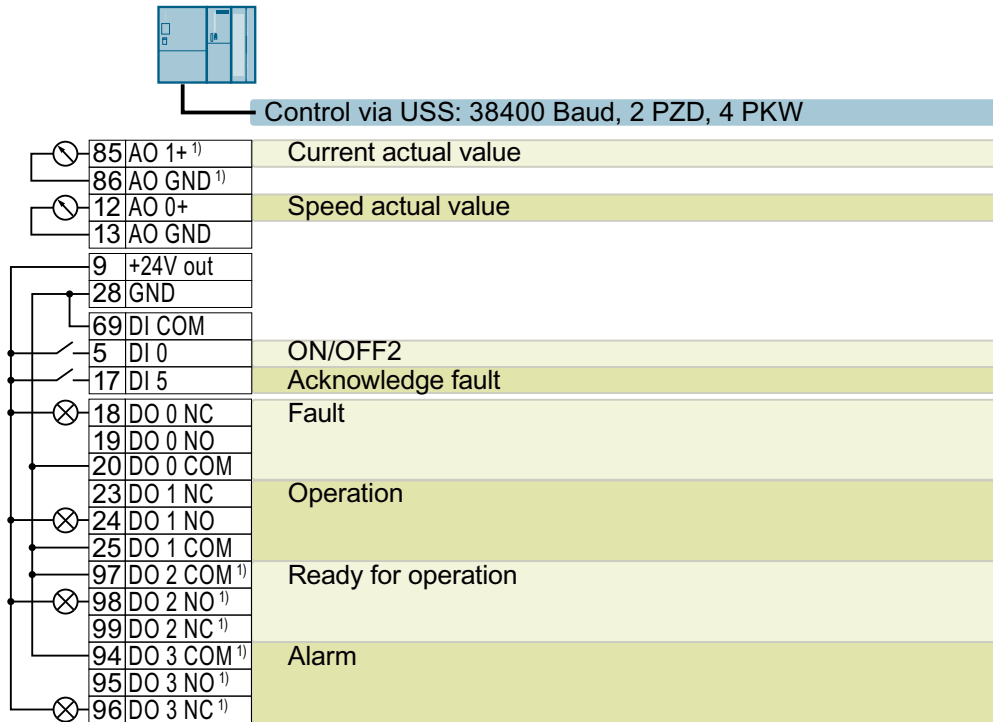 Control via USS: 38400 Baud, 2 PZD, 4 PKW
85 AO 1+ 1) Current actual value
86 AO GND 1)
12 AO 0+ Speed actual value
13 AO GND
9 +24V out
28 GND
69 DI COM
5 DI 0 ON/OFF2
17 DI 5 Acknowledge fault
18 DO 0 NC Fault
19 DO 0 NO
20 DO 0 COM
23 DO 1 NC Operation
24 DO 1 NO
25 DO 1 COM
97 DO 2 COM 1) Ready for operation
98 DO 2 NO 1)
99 DO 2 NC 1)
94 DO 3 COM 1) Alarm
95 DO 3 NO 1)
96 DO 3 NC 1)